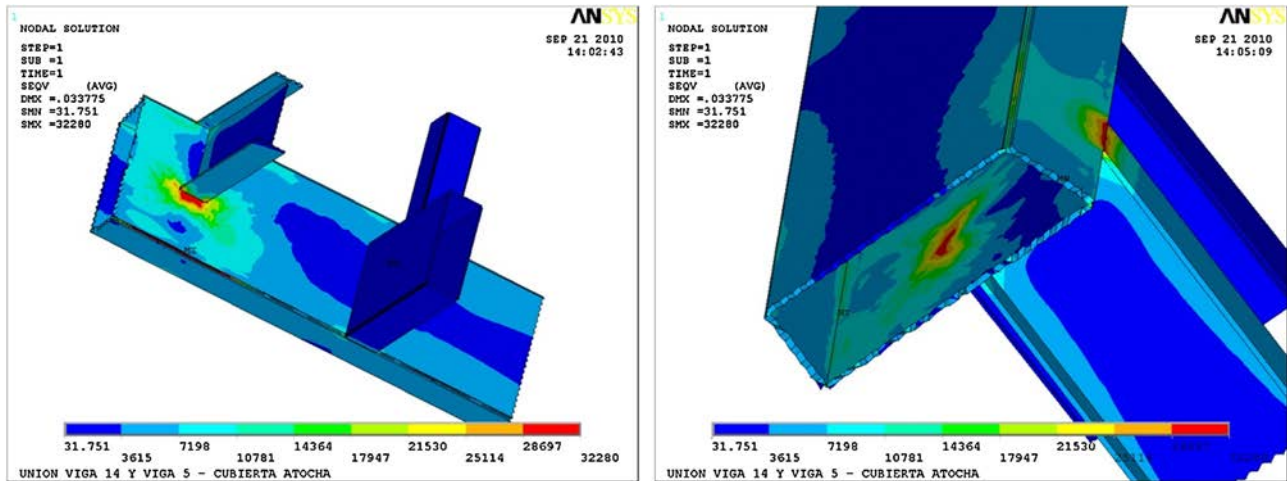 1
ANSYS
NODAL SOLUTION
SEP 21 2010
14:02:43
STEP=1
SUB =1
TIME=1
SEQV (AVG)
DMX =.033775
SMN =31.751
SMX =32280
31.751 7198 14364 21530 28697
3615 10781 17947 25114 32280
UNION VIGA 14 Y VIGA 5 - CUBIERTA ATOCHA
1
ANSYS
NODAL SOLUTION
SEP 21 2010
14:05:09
STEP=1
SUB =1
TIME=1
SEQV (AVG)
DMX =.033775
SMN =31.751
SMX =32280
MN
31.751 7198 14364 21530
3615 10781 17947 25114
UNION VIGA 14 Y VIGA 5 - CUBIERTA ATOCHA